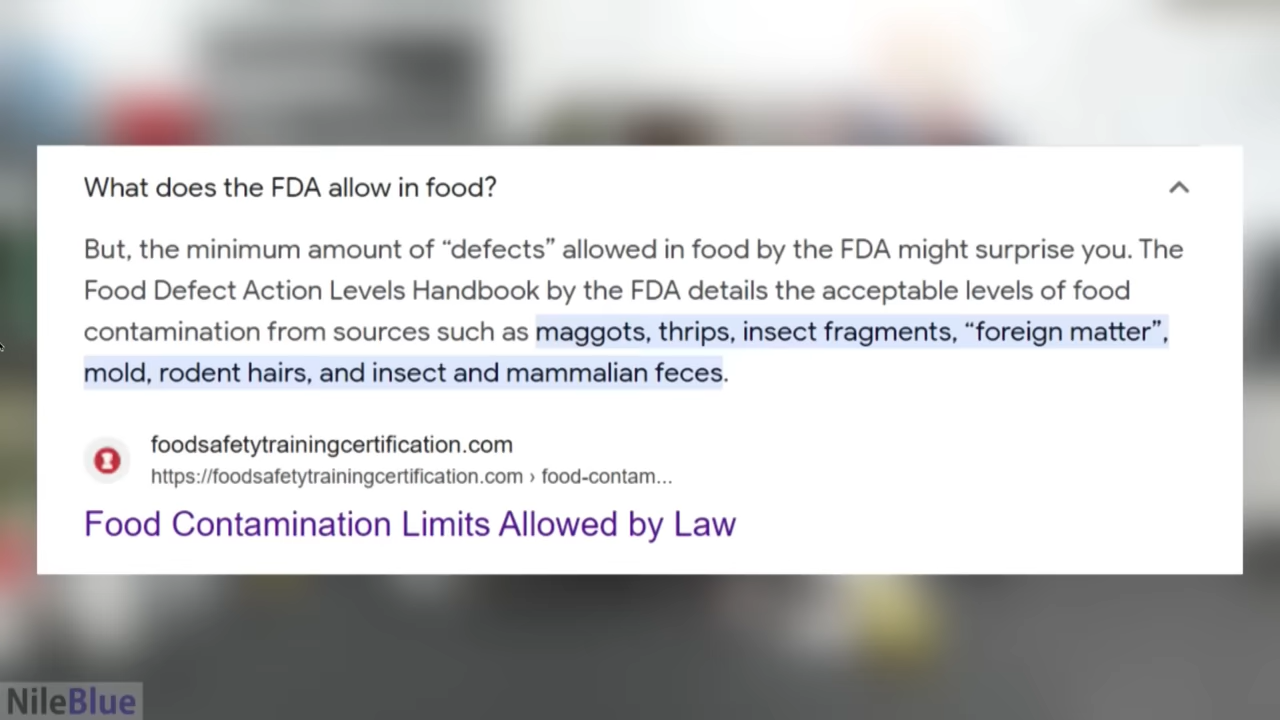 What does the FDA allow in food?
But, the minimum amount of “defects” allowed in food by the FDA might surprise you. The
Food Defect Action Levels Handbook by the FDA details the acceptable levels of food
contamination from sources such as maggots, thrips, insect fragments, “foreign matter”,
mold, rodent hairs, and insect and mammalian feces.
foodsafetytrainingcertification.com
https://foodsafetytrainingcertification.com › food-contam...
Food Contamination Limits Allowed by Law
NileBlue